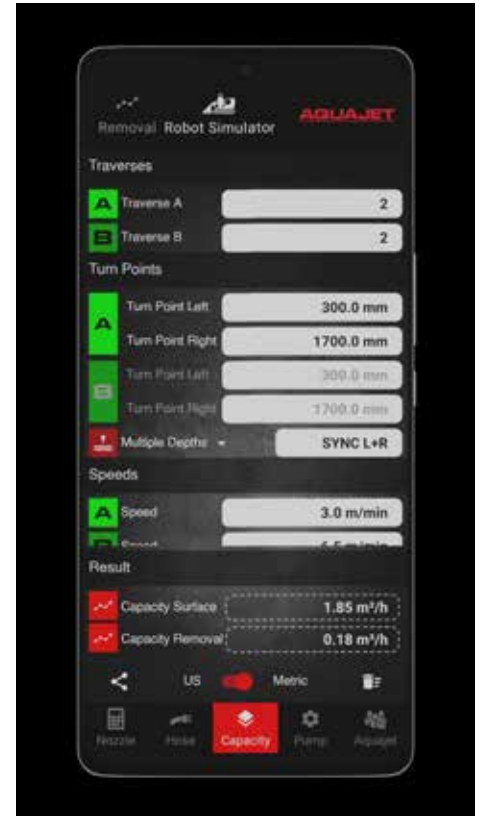 Removal Robot Simulator AQUAJET
Traverses
A Traverse A 2
B Traverse B 2
Turn Points
A
Turn Point Left 300.0 mm
Turn Point Right 1700.0 mm
B
Turn Point Left 300.0 mm
Turn Point Right 1700.0 mm
Multiple Depths SYNC L+R
Speeds
A Speed 3.0 m/min
Result
Capacity Surface 1.85 m²/h
Capacity Removal 0.18 m³/h
US Metric
Nozzle Hose Capacity Pump Aquajet